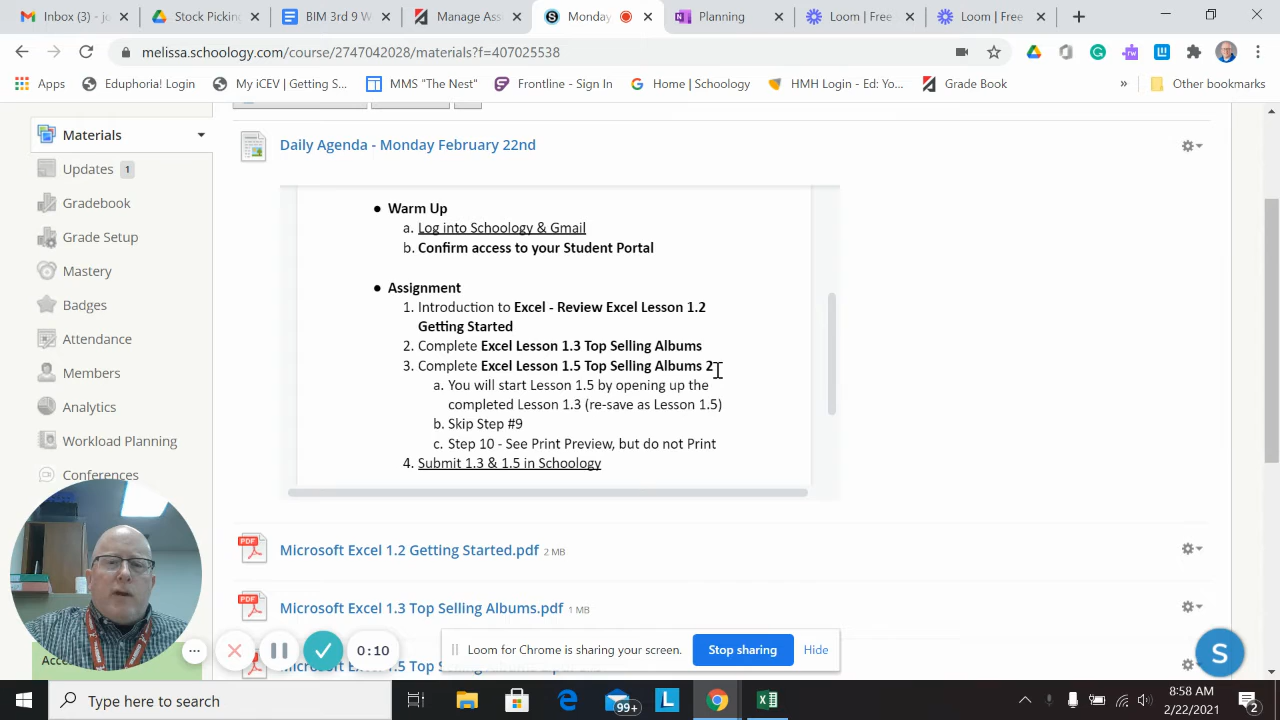 Inbox (
Stock Picking
BIM 3rd 9 W
Manage Ass
Monday
Planning
Loom | Free
Loom | Free
melissa.schoology.com/course/2747042028/materials?f=407025538
Apps
Eduphoria! Login
My iCEV | Getting S...
MMS "The Nest"
Frontline - Sign In
Home | Schoology
HMH Login - Ed: Yo...
Grade Book
»
Other bookmarks
Materials
Updates 1
Gradebook
Grade Setup
Mastery
Badges
Attendance
Members
Analytics
Workload Planning
Conferences
Daily Agenda - Monday February 22nd
● Warm Up
a. Log into Schoology & Gmail
b. Confirm access to your Student Portal
● Assignment
1. Introduction to Excel - Review Excel Lesson 1.2
Getting Started
2. Complete Excel Lesson 1.3 Top Selling Albums
3. Complete Excel Lesson 1.5 Top Selling Albums 2
a. You will start Lesson 1.5 by opening up the
completed Lesson 1.3 (re-save as Lesson 1.5)
b. Skip Step #9
c. Step 10 - See Print Preview, but do not Print
4. Submit 1.3 & 1.5 in Schoology
PDF Microsoft Excel 1.2 Getting Started.pdf 2 MB
PDF Microsoft Excel 1.3 Top Selling Albums.pdf 1 MB
0:10
Loom for Chrome is sharing your screen.
Stop sharing
Hide
S
Type here to search
99+
L
8:58 AM
2/22/2021
2